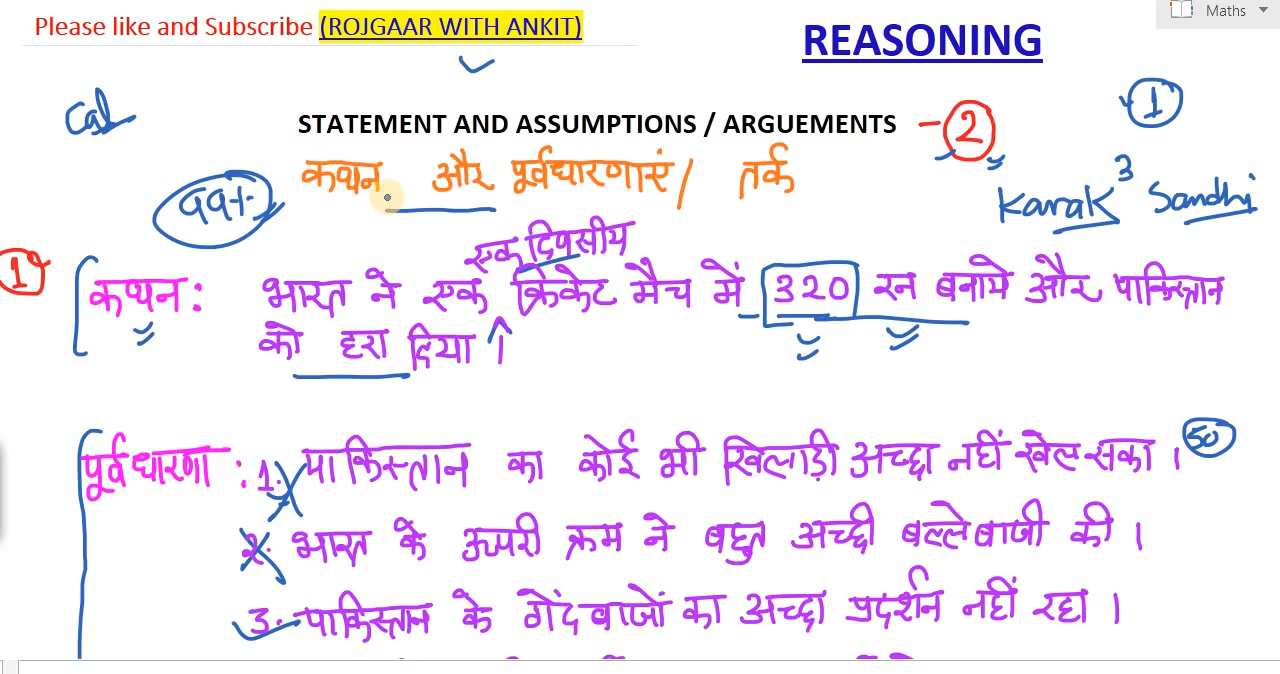 Please like and Subscribe (ROJGAAR WITH ANKIT)
Maths
REASONING
Cal
1
STATEMENT AND ASSUMPTIONS / ARGUEMENTS - 2
कथन और पूर्वधारणाएं / तर्क
Karak 3 Sandhi
एक दिवसीय
1
कथन : भारत ने एक क्रिकेट मैच में 320 रन बनाये और पाकिस्तान
को हरा दिया ।
50
पूर्वधारणा : 1. पाकिस्तान का कोई भी खिलाड़ी अच्छा नहीं खेल सका ।
2. भारत के ऊपरी क्रम ने बहुत अच्छी बल्लेबाजी की ।
3. पाकिस्तान के गेंदबाजों का अच्छा प्रदर्शन नहीं रहा ।